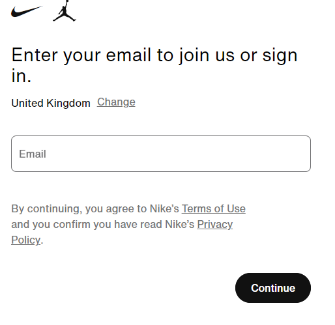 Enter your email to join us or sign
in.
United Kingdom Change
Email
By continuing, you agree to Nike's Terms of Use
and you confirm you have read Nike's Privacy
Policy.
Continue